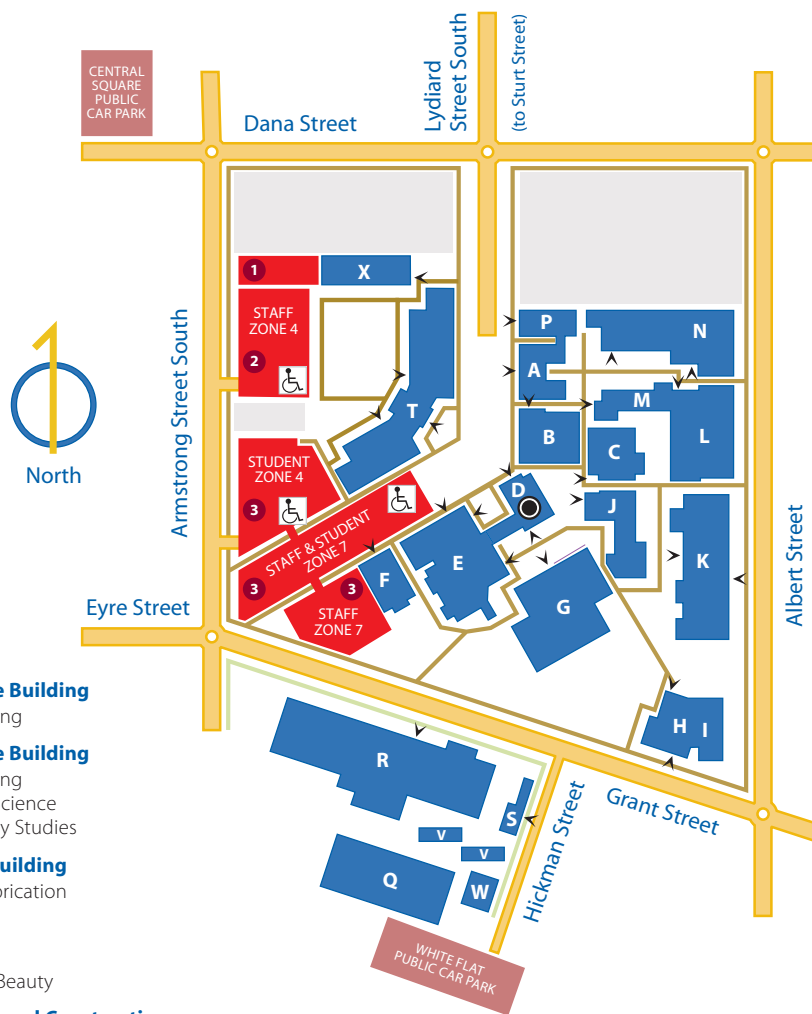 CENTRAL
SQUARE
PUBLIC
CAR PARK
Dana Street
Lydiard
Street South
(to Sturt Street)
1
X
STAFF
ZONE 4
2
P
N
A
M
T
B
C
L
Armstrong Street South
North
STUDENT
ZONE 4
3
D
J
STAFF & STUDENT
ZONE 7
3
E
K
F
3
STAFF
ZONE 7
G
Albert Street
Eyre Street
H I
e Building
ing
e Building
ing
cience
y Studies
uilding
rication
Beauty
R
S
V
V
Q
W
Grant Street
Hickman Street
WHITE FLAT
PUBLIC CAR PARK